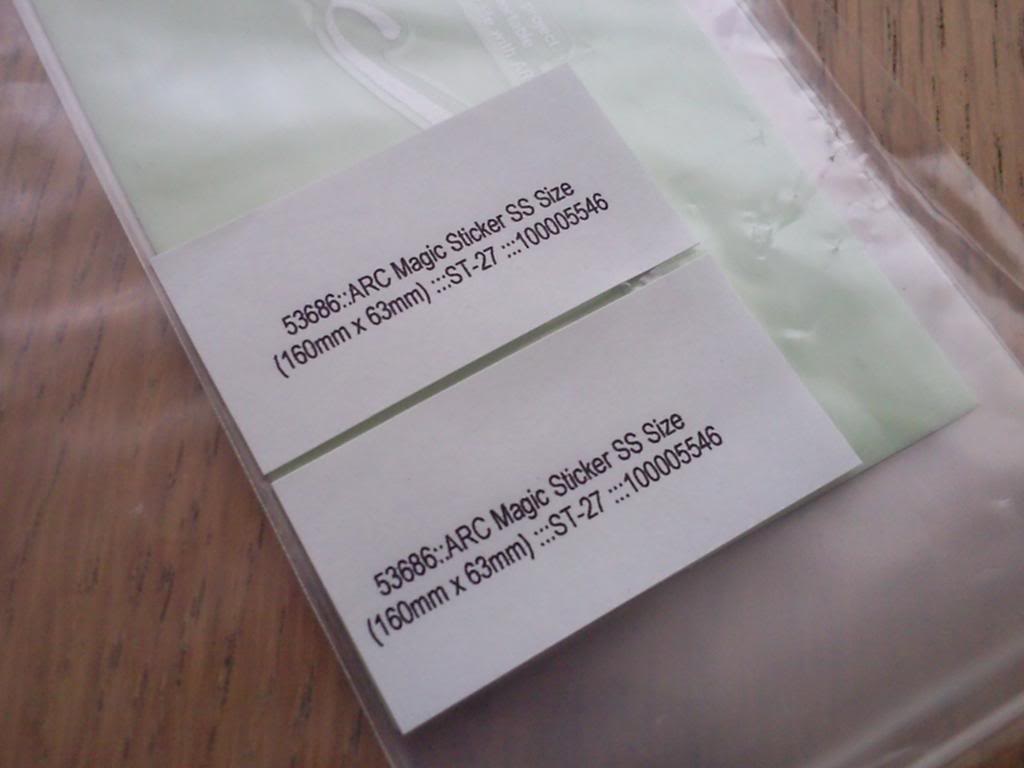 53686::ARC Magic Sticker SS Size
(160mm x 63mm) :::ST-27 :::100005546
53686::ARC Magic Sticker SS Size
(160mm x 63mm) :::ST-27 :::100005546